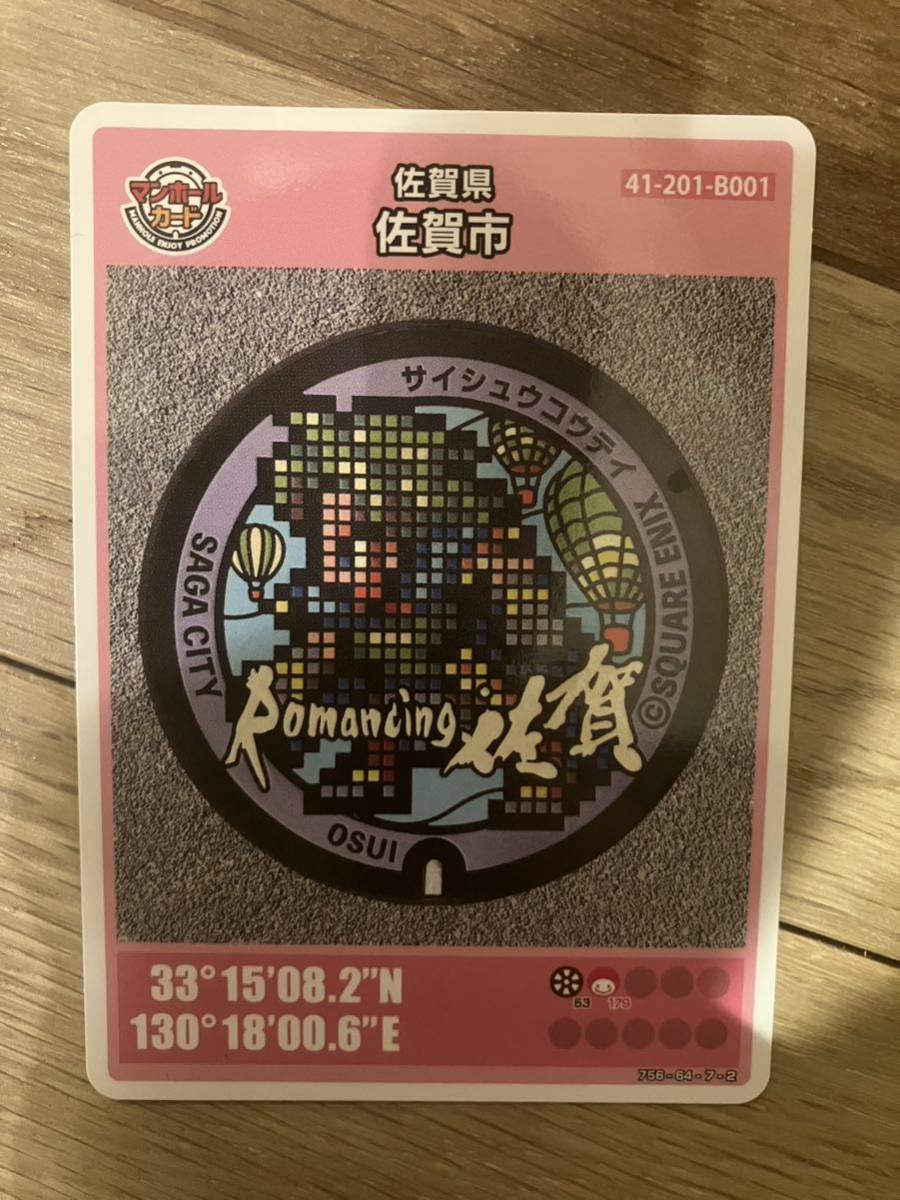 マンホール
カード
MANHOLE ENJOY PROMOTION
佐賀県
佐賀市
41-201-B001
サイシュウコウテイ
SAGA CITY
©SQUARE ENIX
Romancing 佐賀
OSUI
33°15'08.2"N
130°18'00.6"E
53
179
756-64-7-2